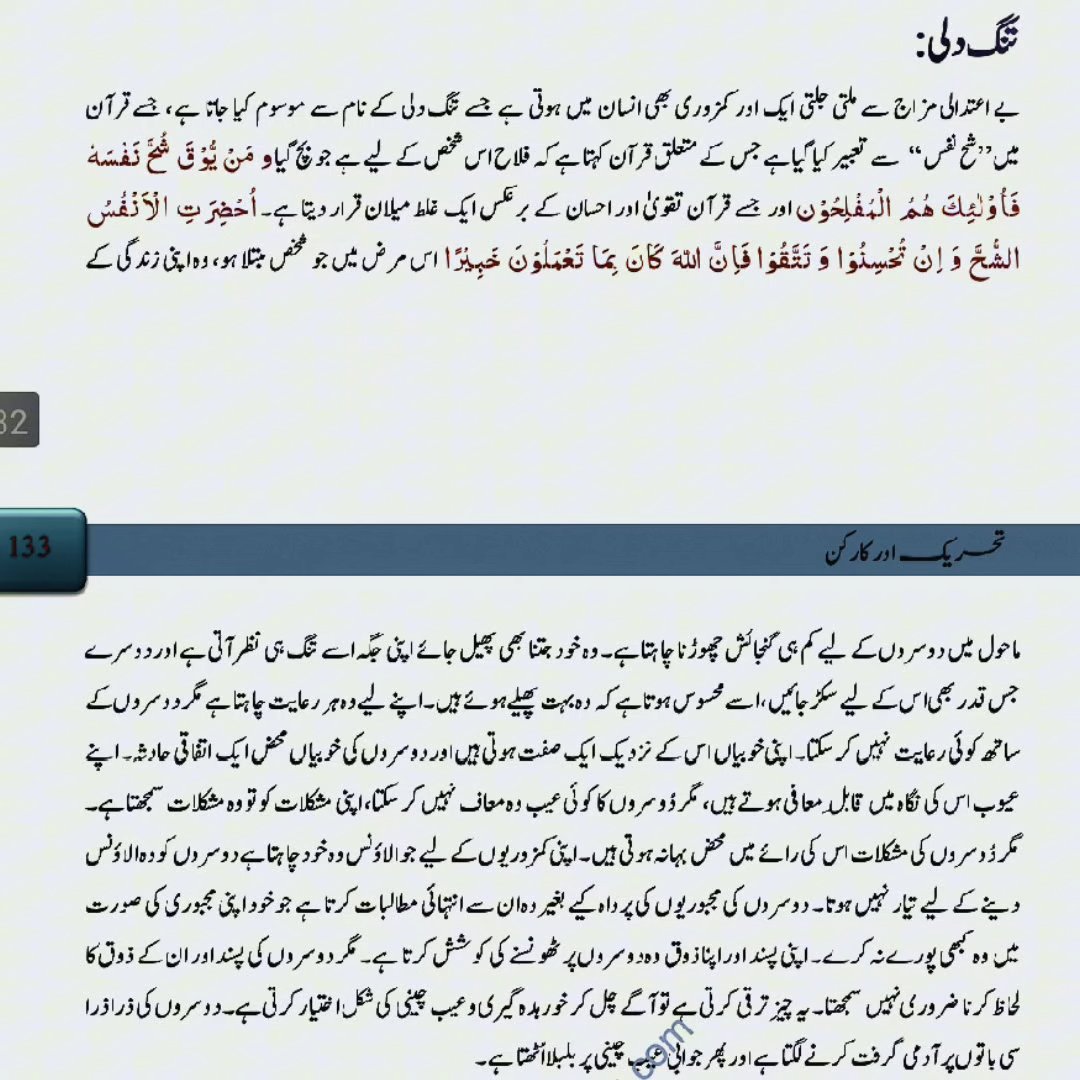 تنگ دلی:
بے اعتدالی مزاج سے ملتی جلتی ایک اور کمزوری بھی انسان میں ہوتی ہے جسے تنگ دلی کے نام سے موسوم کیا جاتا ہے، جسے قرآن
میں ’’شح نفس‘‘ سے تعبیر کیا گیا ہے جس کے متعلق قرآن کہتا ہے کہ فلاح اس شخص کے لیے ہے جو بچ گیا و مَنْ یُّوْقَ شُحَّ نَفْسَهٖ
فَاُوْلٰئِكَ هُمُ الْمُفْلِحُوْن اور جسے قرآن تقویٰ اور احسان کے برعکس ایک غلط میلان قرار دیتا ہے۔ اُحْضِرَتِ الْاَنْفُسُ
الشُّحَّ وَ اِنْ تُحْسِنُوْا وَ تَتَّقُوْا فَاِنَّ اللهَ كَانَ بِمَا تَعْمَلُوْنَ خَبِیْرًا اس مرض میں جو شخص مبتلا ہو، وہ اپنی زندگی کے
32
133
تحریک اور کارکن
ماحول میں دوسروں کے لیے کم ہی گنجائش چھوڑنا چاہتا ہے۔ وہ خود جتنا بھی پھیل جائے اپنی جگہ اسے تنگ ہی نظر آتی ہے اور دوسرے
جس قدر بھی اس کے لیے سکڑ جائیں، اسے محسوس ہوتا ہے کہ وہ بہت پھیلے ہوئے ہیں۔ اپنے لیے وہ ہر رعایت چاہتا ہے مگر دوسروں کے
ساتھ کوئی رعایت نہیں کر سکتا۔ اپنی خوبیاں اس کے نزدیک ایک صفت ہوتی ہیں اور دوسروں کی خوبیاں محض ایک اتفاقی حادثہ۔ اپنے
عیوب اس کی نگاہ میں قابلِ معافی ہوتے ہیں، مگر دُوسروں کا کوئی عیب وہ معاف نہیں کر سکتا، اپنی مشکلات کو تو وہ مشکلات سمجھتا ہے۔
مگر دُوسروں کی مشکلات اس کی رائے میں محض بہانہ ہوتی ہیں۔ اپنی کمزوریوں کے لیے جو الاؤنس وہ خود چاہتا ہے دوسروں کو وہ الاؤنس
دینے کے لیے تیار نہیں ہوتا۔ دوسروں کی مجبوریوں کی پرواہ کیے بغیر وہ ان سے انتہائی مطالبات کرتا ہے جو خود اپنی مجبوری کی صورت
میں وہ کبھی پورے نہ کرے۔ اپنی پسند اور اپنا ذوق وہ دوسروں پر ٹھونسنے کی کوشش کرتا ہے۔ مگر دوسروں کی پسند اور ان کے ذوق کا
لحاظ کرنا ضروری نہیں سمجھتا۔ یہ چیز ترقی کرتی ہے تو آگے چل کر خوردہ گیری و عیب چینی کی شکل اختیار کرتی ہے۔ دوسروں کی ذرا ذرا
سی باتوں پر آدمی گرفت کرنے لگتا ہے اور پھر جوابی عیب چینی پر بلبلا اُٹھتا ہے۔
com